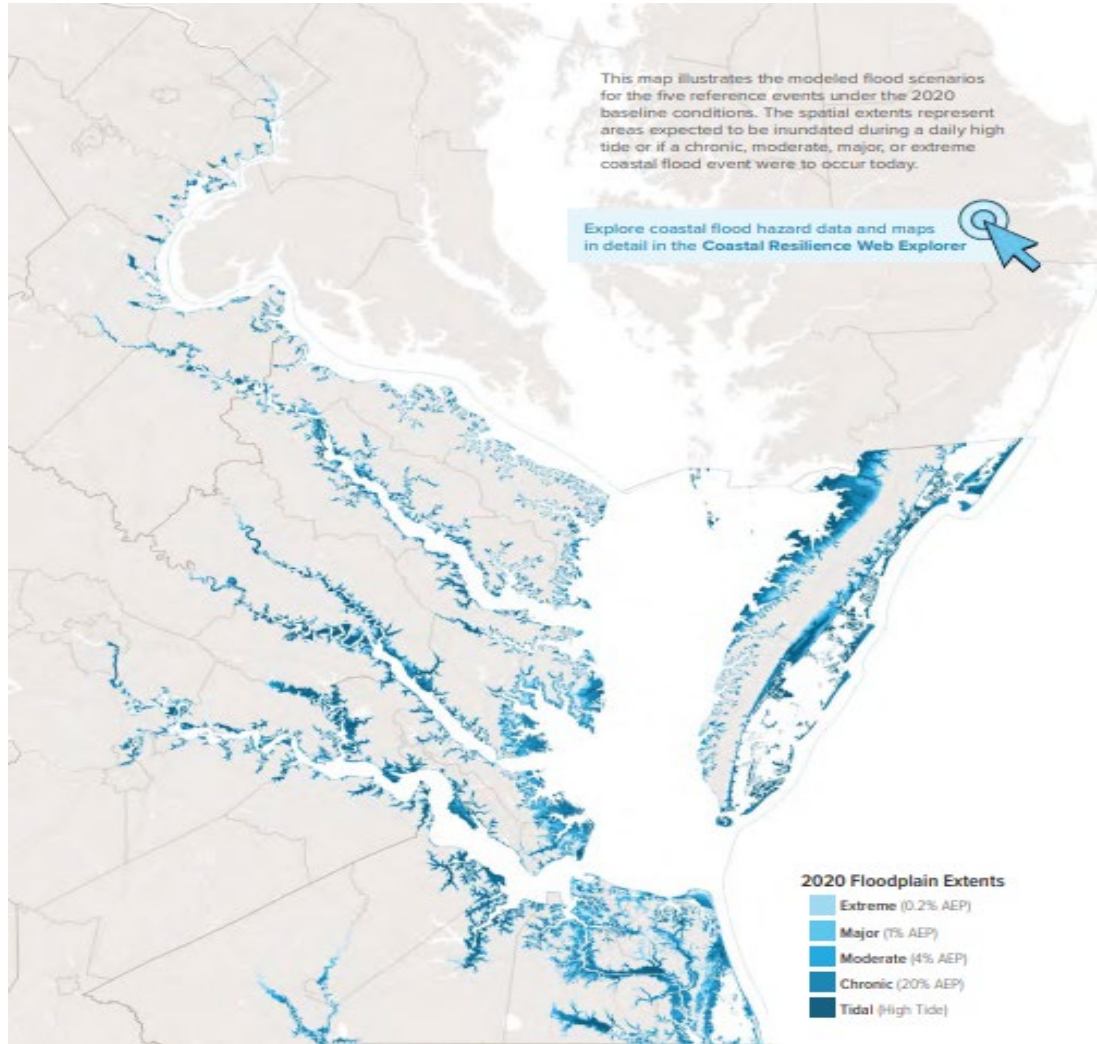 This map illustrates the modeled flood scenarios
for the five reference events under the 2020
baseline conditions. The spatial extents represent
areas expected to be inundated during a daily high
tide or if a chronic, moderate, major, or extreme
coastal flood event were to occur today.
Explore coastal flood hazard data and maps
in detail in the Coastal Resilience Web Explorer
2020 Floodplain Extents
Extreme (0.2% AEP)
Major (1% AEP)
Moderate (4% AEP)
Chronic (20% AEP)
Tidal (High Tide)